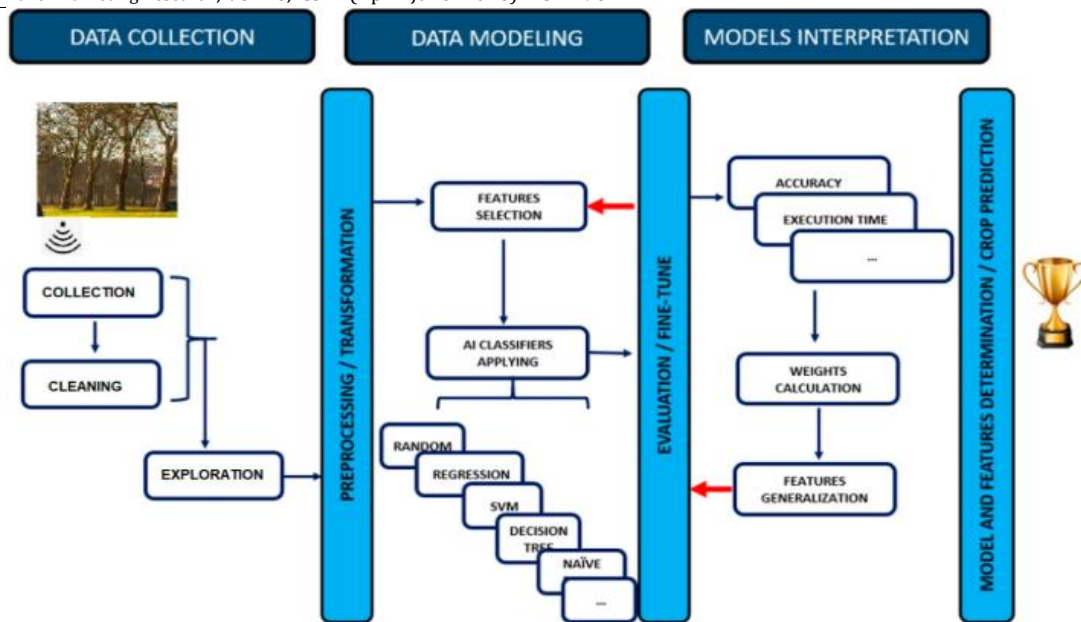 DATA COLLECTION
DATA MODELING
MODELS INTERPRETATION
COLLECTION
CLEANING
EXPLORATION
PREPROCESSING / TRANSFORMATION
FEATURES
SELECTION
AI CLASSIFIERS
APPLYING
RANDOM
REGRESSION
SVM
DECISION
TREE
NAÏVE
...
EVALUATION / FINE-TUNE
ACCURACY
EXECUTION TIME
...
WEIGHTS
CALCULATION
FEATURES
GENERALIZATION
MODEL AND FEATURES DETERMINATION / CROP PREDICTION